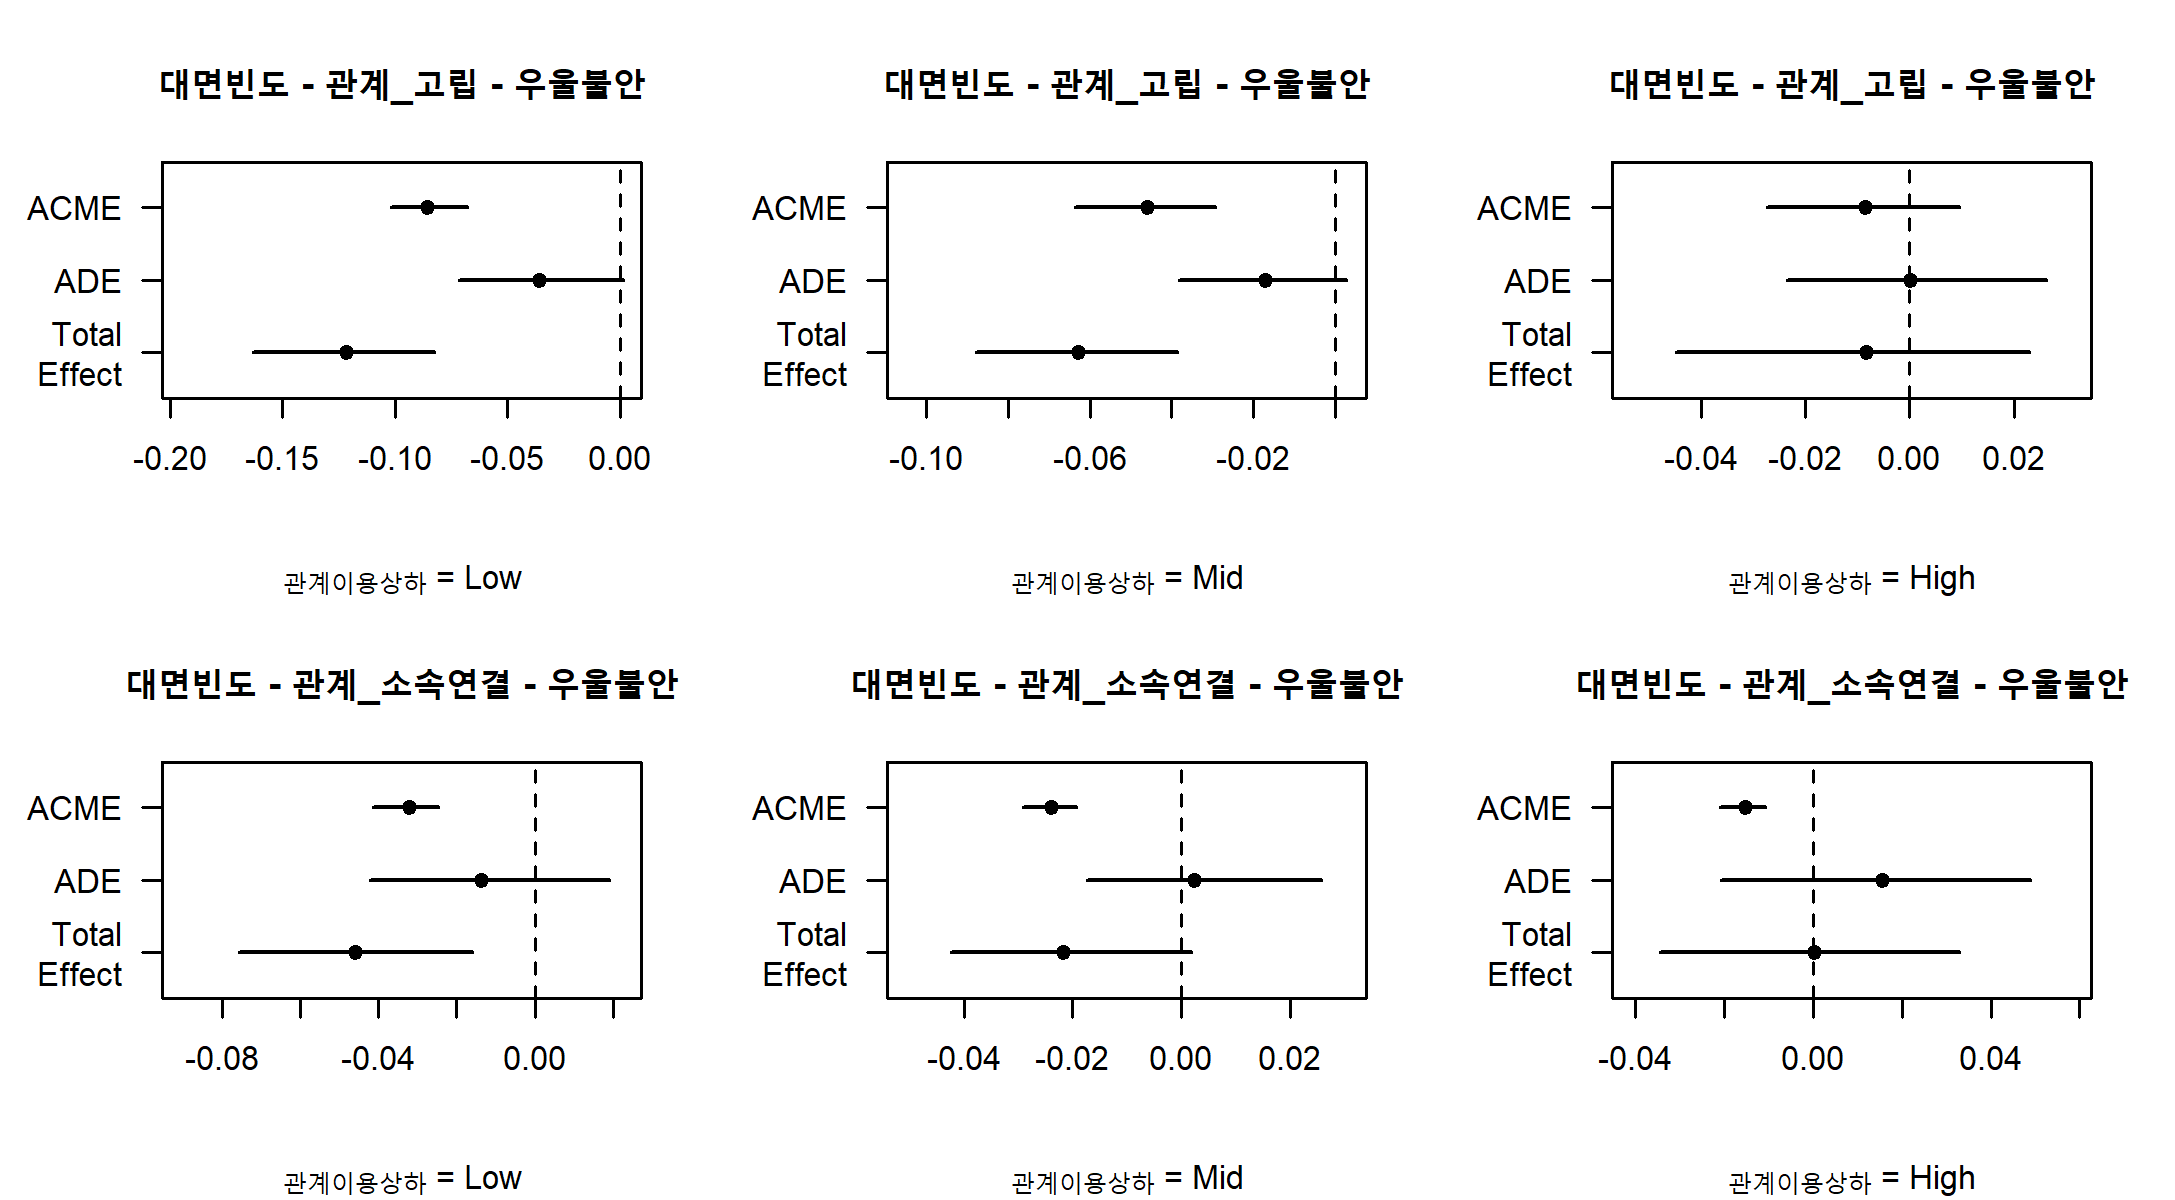 대면빈도 - 관계_고립 - 우울불안
ACME
ADE
Total
Effect
-0.20 -0.15 -0.10 -0.05 0.00
관계이용상하 = Low
대면빈도 - 관계_고립 - 우울불안
ACME
ADE
Total
Effect
-0.10 -0.06 -0.02
관계이용상하 = Mid
대면빈도 - 관계_고립 - 우울불안
ACME
ADE
Total
Effect
-0.04 -0.02 0.00 0.02
관계이용상하 = High
대면빈도 - 관계_소속연결 - 우울불안
ACME
ADE
Total
Effect
-0.08 -0.04 0.00
관계이용상하 = Low
대면빈도 - 관계_소속연결 - 우울불안
ACME
ADE
Total
Effect
-0.04 -0.02 0.00 0.02
관계이용상하 = Mid
대면빈도 - 관계_소속연결 - 우울불안
ACME
ADE
Total
Effect
-0.04 0.00 0.04
관계이용상하 = High